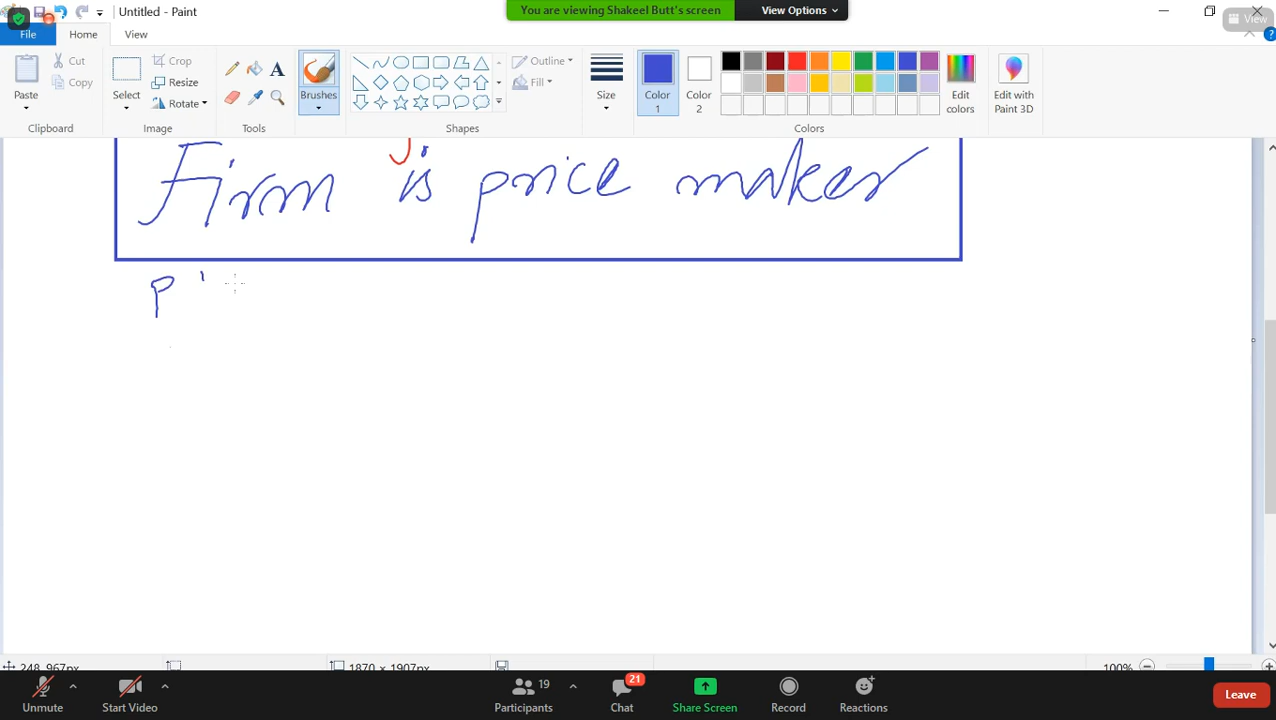 Untitled - Paint
You are viewing Shakeel Butt's screen
View Options
View
File
Home
View
Paste
Cut
Copy
Clipboard
Select
Crop
Resize
Rotate
Image
A
Tools
Brushes
Outline
Fill
Shapes
Size
Color 1
Color 2
Edit colors
Edit with Paint 3D
Colors
Firm is price maker
P
248, 967px
1870 × 1907px
100%
Unmute
Start Video
19
Participants
21
Chat
Share Screen
Record
Reactions
Leave